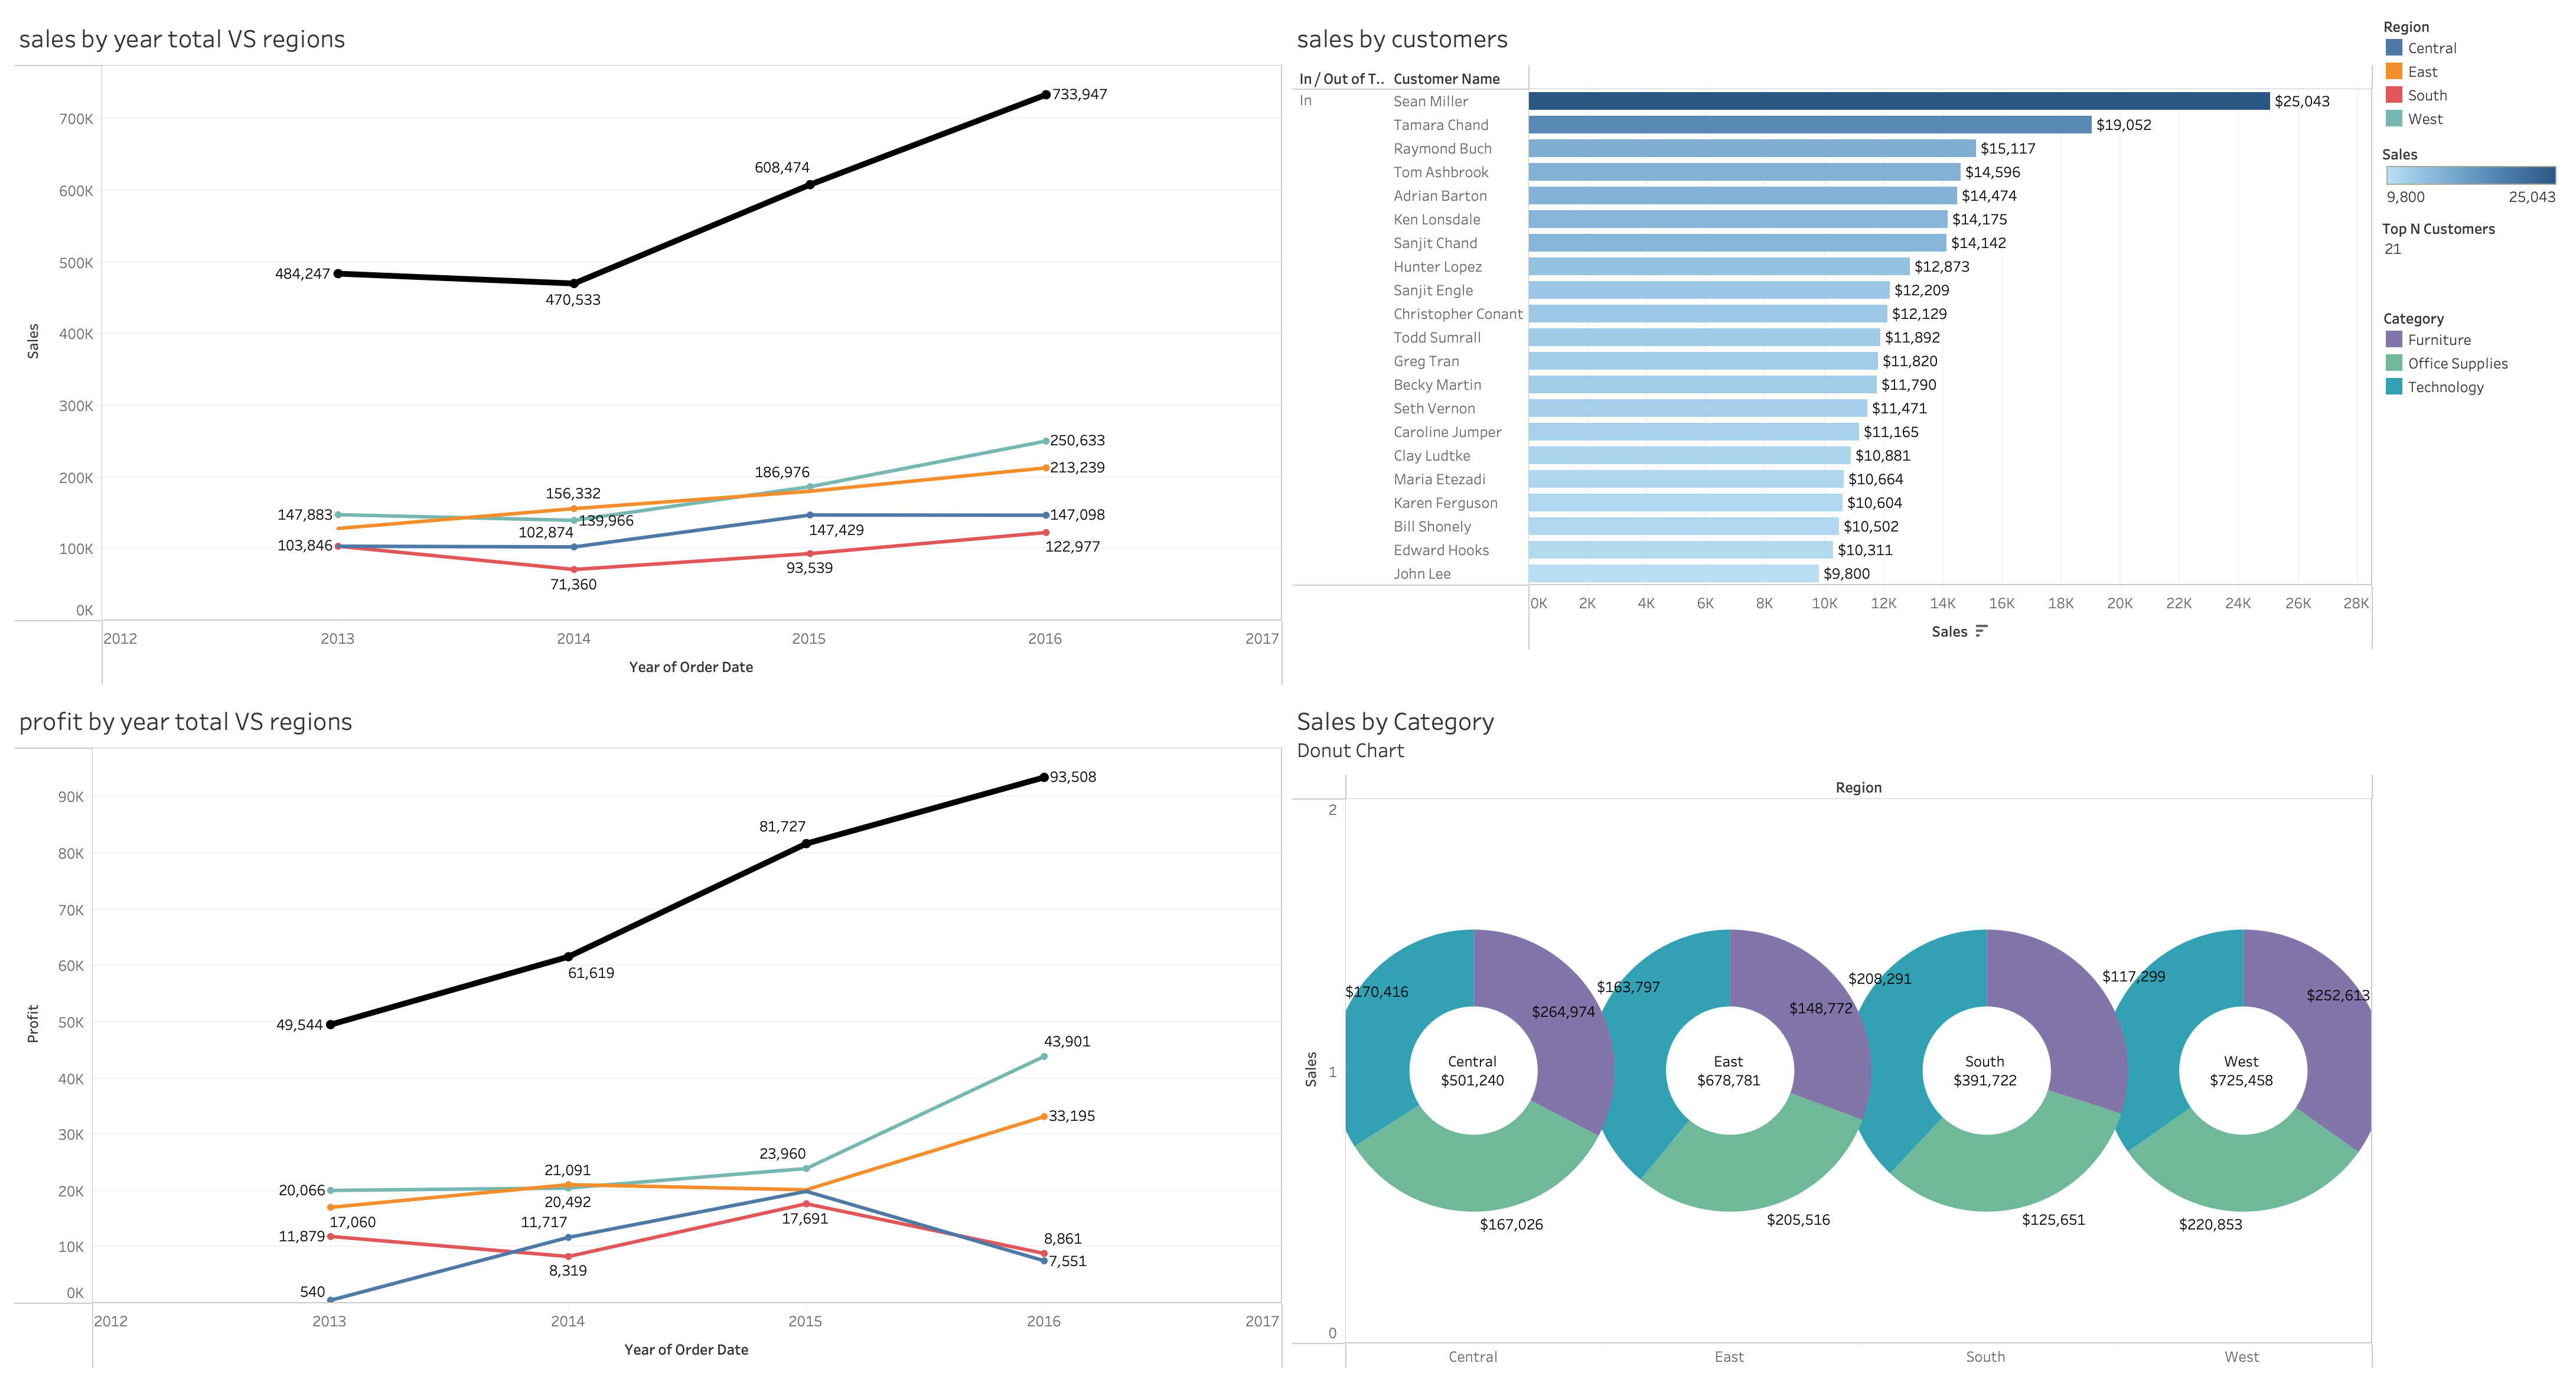 sales by year total VS regions
Sales
700K
600K
500K
400K
300K
200K
100K
0K
733,947
608,474
484,247
470,533
250,633
213,239
186,976
156,332
147,883
139,966
102,874
103,846
147,429
147,098
122,977
93,539
71,360
2012
2013
2014
2015
2016
2017
Year of Order Date
sales by customers
In / Out of T.. Customer Name
In
Sean Miller $25,043
Tamara Chand $19,052
Raymond Buch $15,117
Tom Ashbrook $14,596
Adrian Barton $14,474
Ken Lonsdale $14,175
Sanjit Chand $14,142
Hunter Lopez $12,873
Sanjit Engle $12,209
Christopher Conant $12,129
Todd Sumrall $11,892
Greg Tran $11,820
Becky Martin $11,790
Seth Vernon $11,471
Caroline Jumper $11,165
Clay Ludtke $10,881
Maria Etezadi $10,664
Karen Ferguson $10,604
Bill Shonely $10,502
Edward Hooks $10,311
John Lee $9,800
0K 2K 4K 6K 8K 10K 12K 14K 16K 18K 20K 22K 24K 26K 28K
Sales
Region
Central
East
South
West
Sales
9,800 25,043
Top N Customers
21
Category
Furniture
Office Supplies
Technology
profit by year total VS regions
Profit
90K
80K
70K
60K
50K
40K
30K
20K
10K
0K
93,508
81,727
61,619
49,544
43,901
33,195
23,960
21,091
20,066
20,492
17,060
11,717
17,691
11,879
8,861
7,551
8,319
540
2012
2013
2014
2015
2016
2017
Year of Order Date
Sales by Category
Donut Chart
Region
Sales
2
1
0
$170,416
$264,974
$163,797
$148,772
$208,291
$117,299
$252,613
Central
$501,240
East
$678,781
South
$391,722
West
$725,458
$167,026
$205,516
$125,651
$220,853
Central
East
South
West